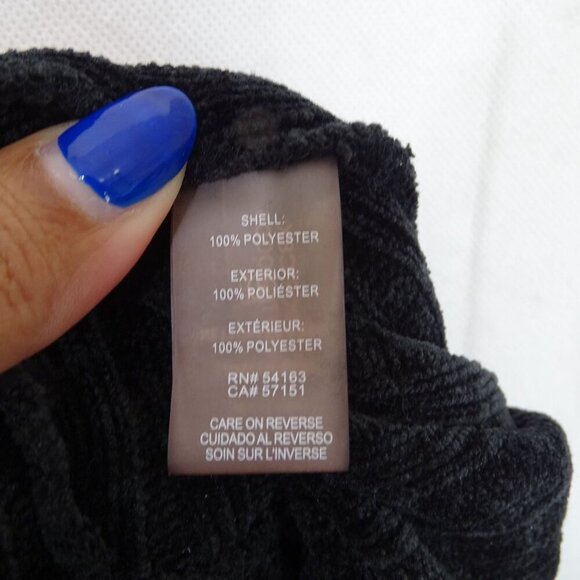 SHELL:
100% POLYESTER
EXTERIOR:
100% POLIÉSTER
EXTÉRIEUR:
100% POLYESTER
RN# 54163
CA# 57151
CARE ON REVERSE
CUIDADO AL REVERSO
SOIN SUR L'INVERSE